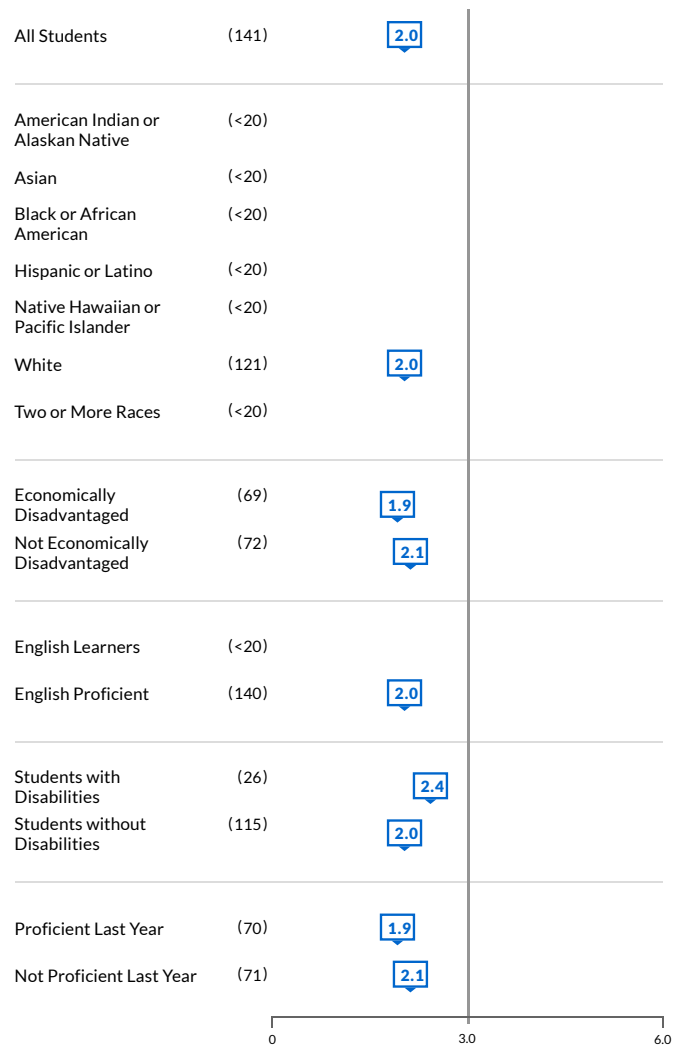 All Students (141) 2.0
American Indian or
Alaskan Native (<20)
Asian (<20)
Black or African
American (<20)
Hispanic or Latino (<20)
Native Hawaiian or
Pacific Islander (<20)
White (121) 2.0
Two or More Races (<20)
Economically
Disadvantaged (69) 1.9
Not Economically
Disadvantaged (72) 2.1
English Learners (<20)
English Proficient (140) 2.0
Students with
Disabilities (26) 2.4
Students without
Disabilities (115) 2.0
Proficient Last Year (70) 1.9
Not Proficient Last Year (71) 2.1
0 3.0 6.0